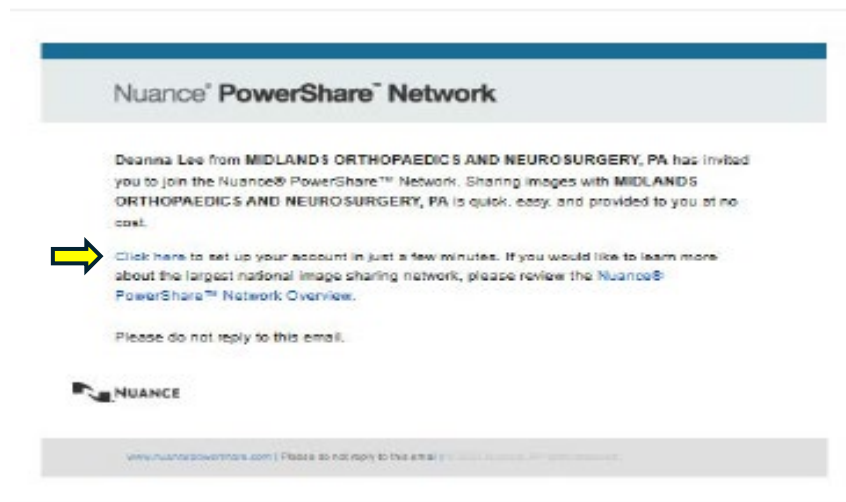 Nuance® PowerShare™ Network
Deanna Lee from MIDLANDS ORTHOPAEDICS AND NEUROSURGERY, PA has invited
you to join the Nuance® PowerShare™ Network. Sharing images with MIDLANDS
ORTHOPAEDICS AND NEUROSURGERY, PA is quick, easy, and provided to you at no
cost.
Click here to set up your account in just a few minutes. If you would like to learn more
about the largest national image sharing network, please review the Nuance®
PowerShare™ Network Overview.
Please do not reply to this email.
NUANCE
www.nuancepowershare.com | Please do not reply to this email